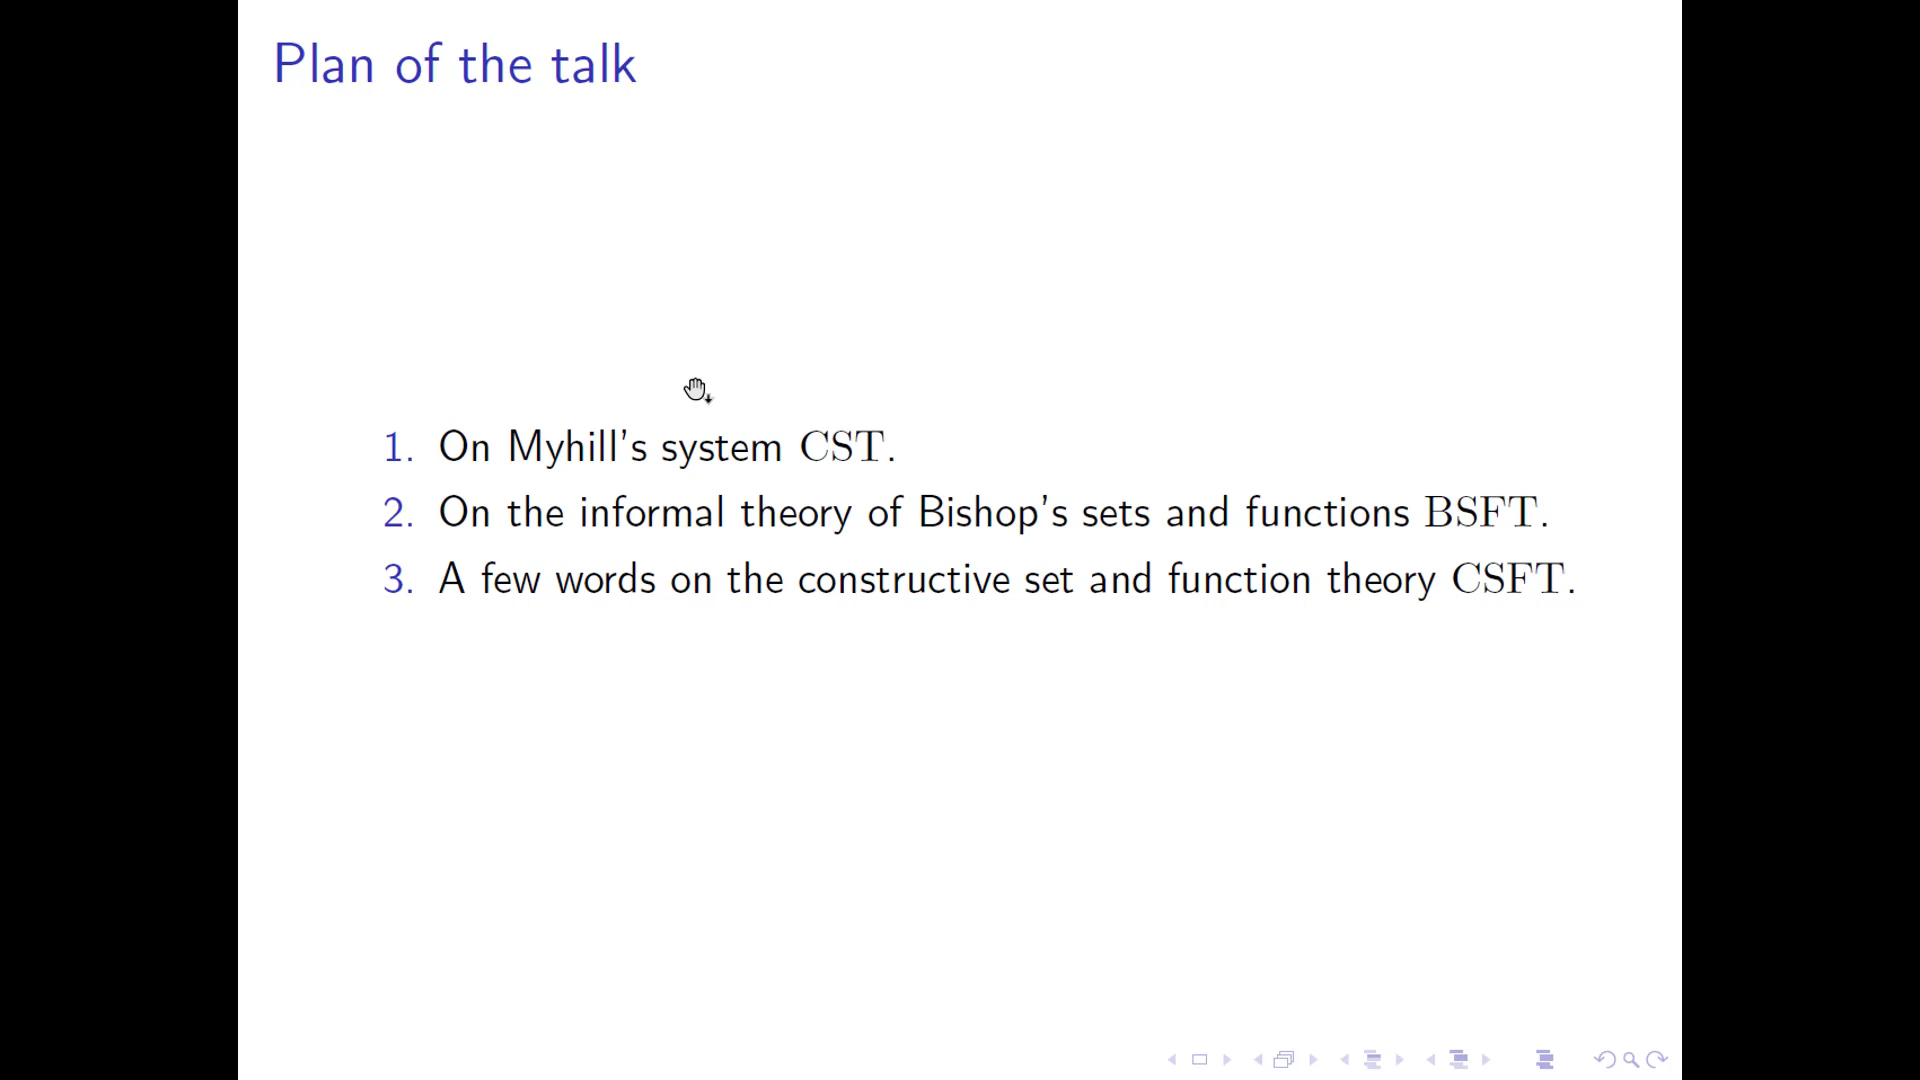 Plan of the talk
1. On Myhill's system CST.
2. On the informal theory of Bishop's sets and functions BSFT.
3. A few words on the constructive set and function theory CSFT.